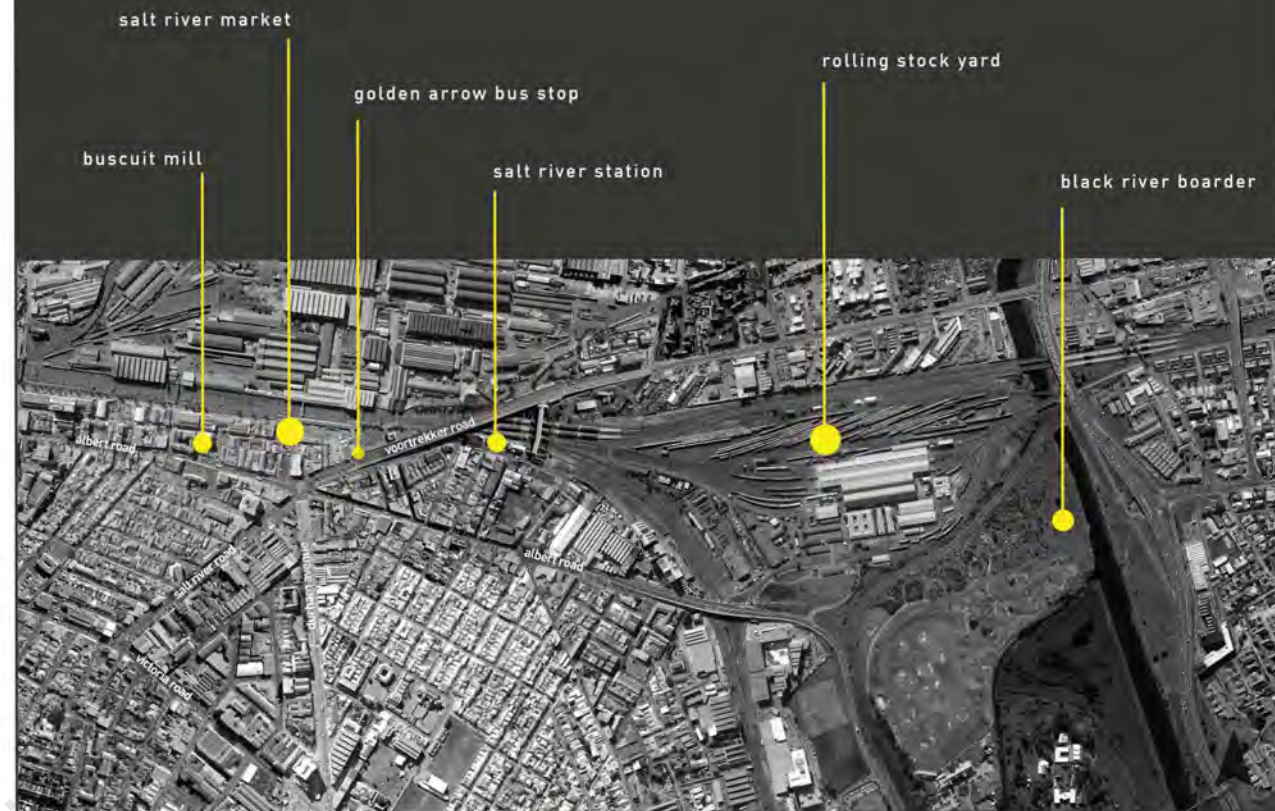 salt river market
rolling stock yard
golden arrow bus stop
buscuit mill
salt river station
black river boarder
albert road
voortrekker road
albert road
salt river road
victoria road